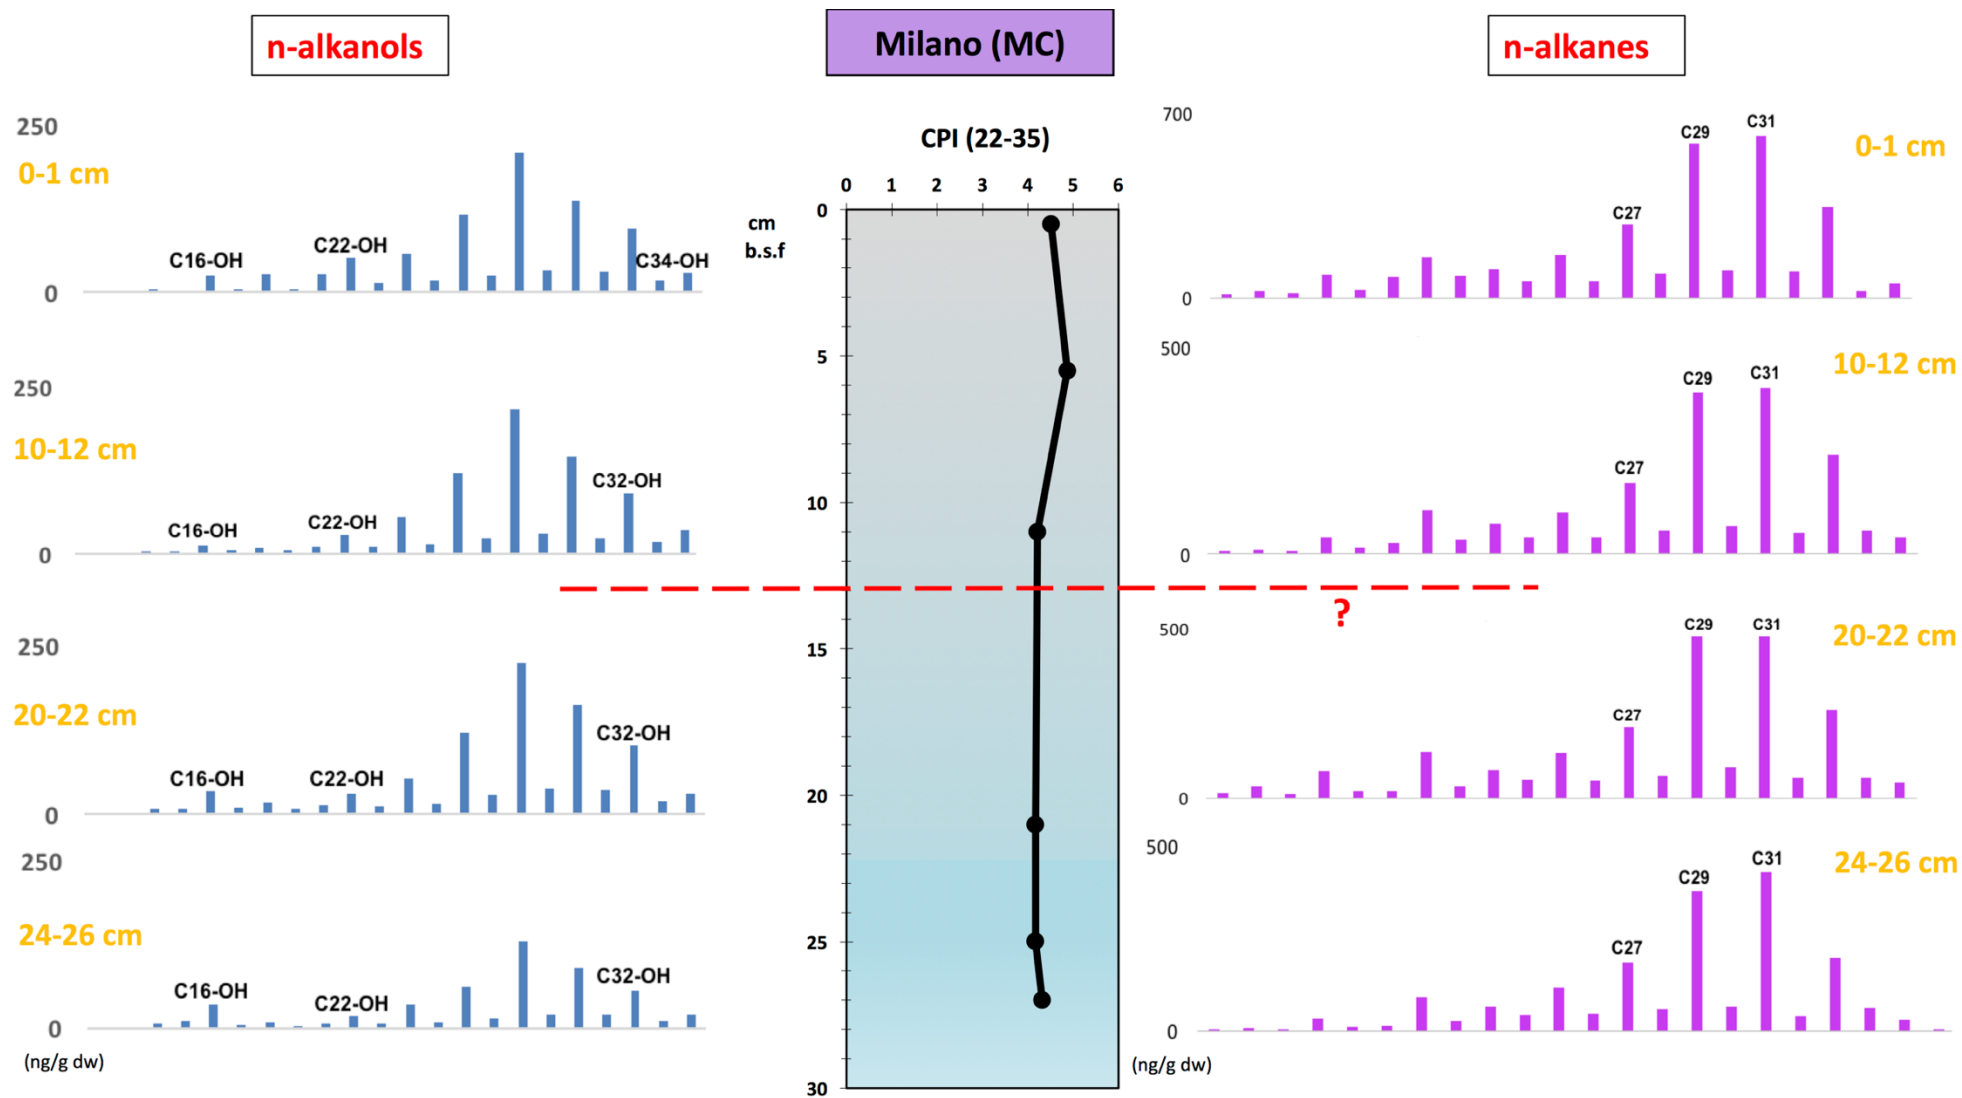 n-alkanols
Milano (MC)
n-alkanes
250
0-1 cm
C16-OH
C22-OH
C34-OH
0
250
10-12 cm
C16-OH
C22-OH
C32-OH
0
250
20-22 cm
C16-OH
C22-OH
C32-OH
0
250
24-26 cm
C16-OH
C22-OH
C32-OH
0
(ng/g dw)
CPI (22-35)
0 1 2 3 4 5 6
cm
b.s.f
0
5
10
15
20
25
30
700
C27
C29
C31
0-1 cm
0
500
C27
C29
C31
10-12 cm
0
?
500
C27
C29
C31
20-22 cm
0
500
C27
C29
C31
24-26 cm
0
(ng/g dw)